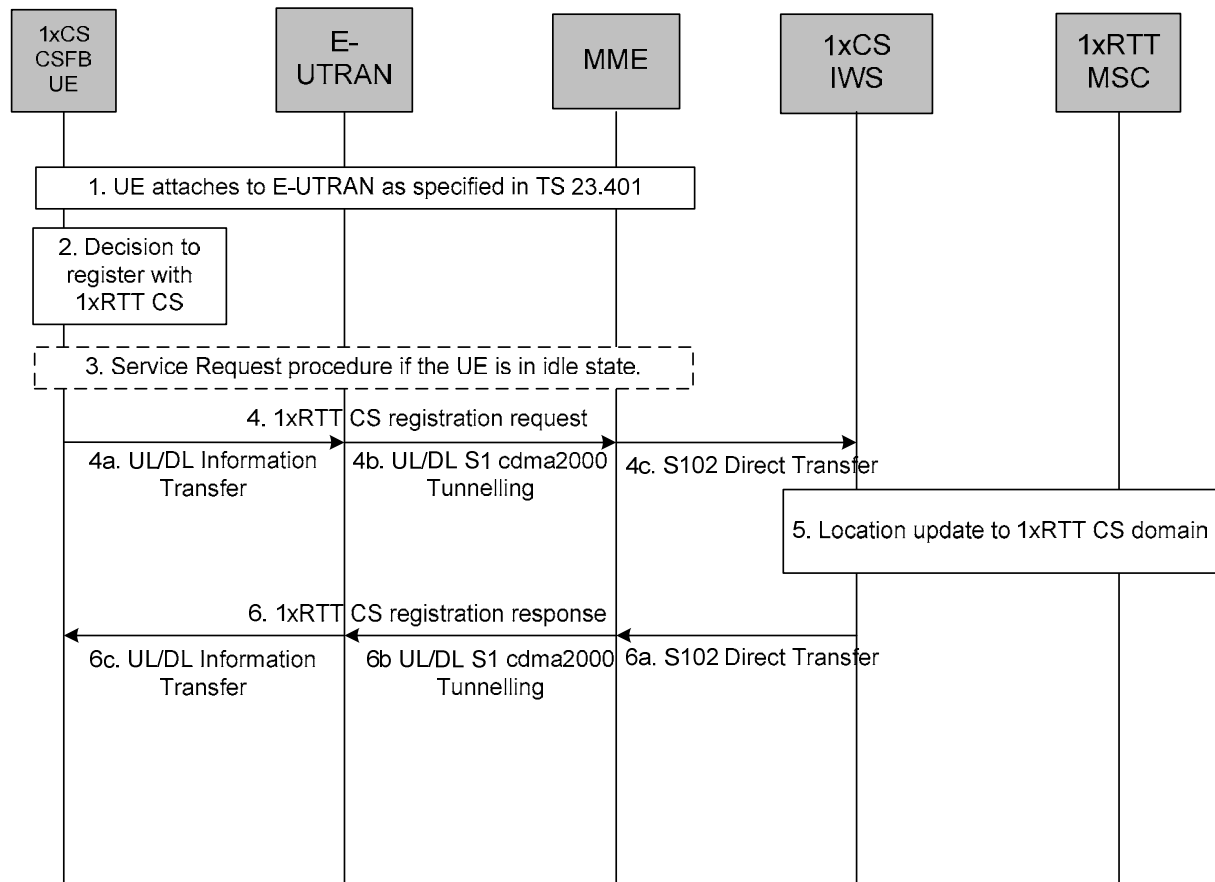 1xCS
CSFB
UE
E-
UTRAN
MME
1xCS
IWS
1xRTT
MSC
1. UE attaches to E-UTRAN as specified in TS 23.401
2. Decision to
register with
1xRTT CS
3. Service Request procedure if the UE is in idle state.
4. 1xRTT CS registration request
4a. UL/DL Information
Transfer
4b. UL/DL S1 cdma2000
Tunnelling
4c. S102 Direct Transfer
5. Location update to 1xRTT CS domain
6. 1xRTT CS registration response
6c. UL/DL Information
Transfer
6b UL/DL S1 cdma2000
Tunnelling
6a. S102 Direct Transfer